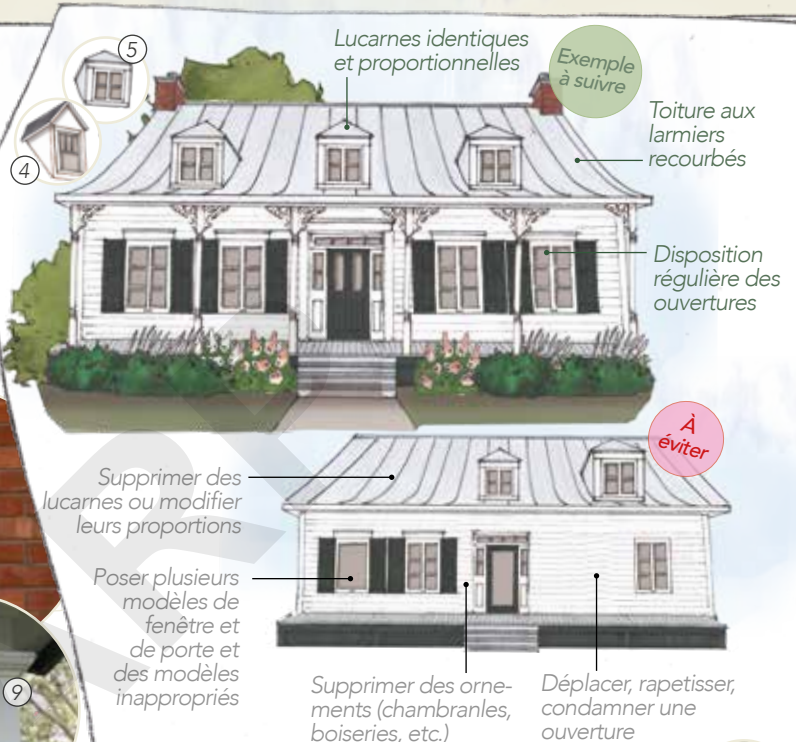 5
4
Lucarnes identiques
et proportionnelles
Exemple
à suivre
Toiture aux
larmiers
recourbés
Disposition
régulière des
ouvertures
À
éviter
Supprimer des
lucarnes ou modifier
leurs proportions
Poser plusieurs
modèles de
fenêtre et
de porte et
des modèles
inappropriés
Supprimer des orne-
ments (chambranles,
boiseries, etc.)
Déplacer, rapetisser,
condamner une
ouverture
9